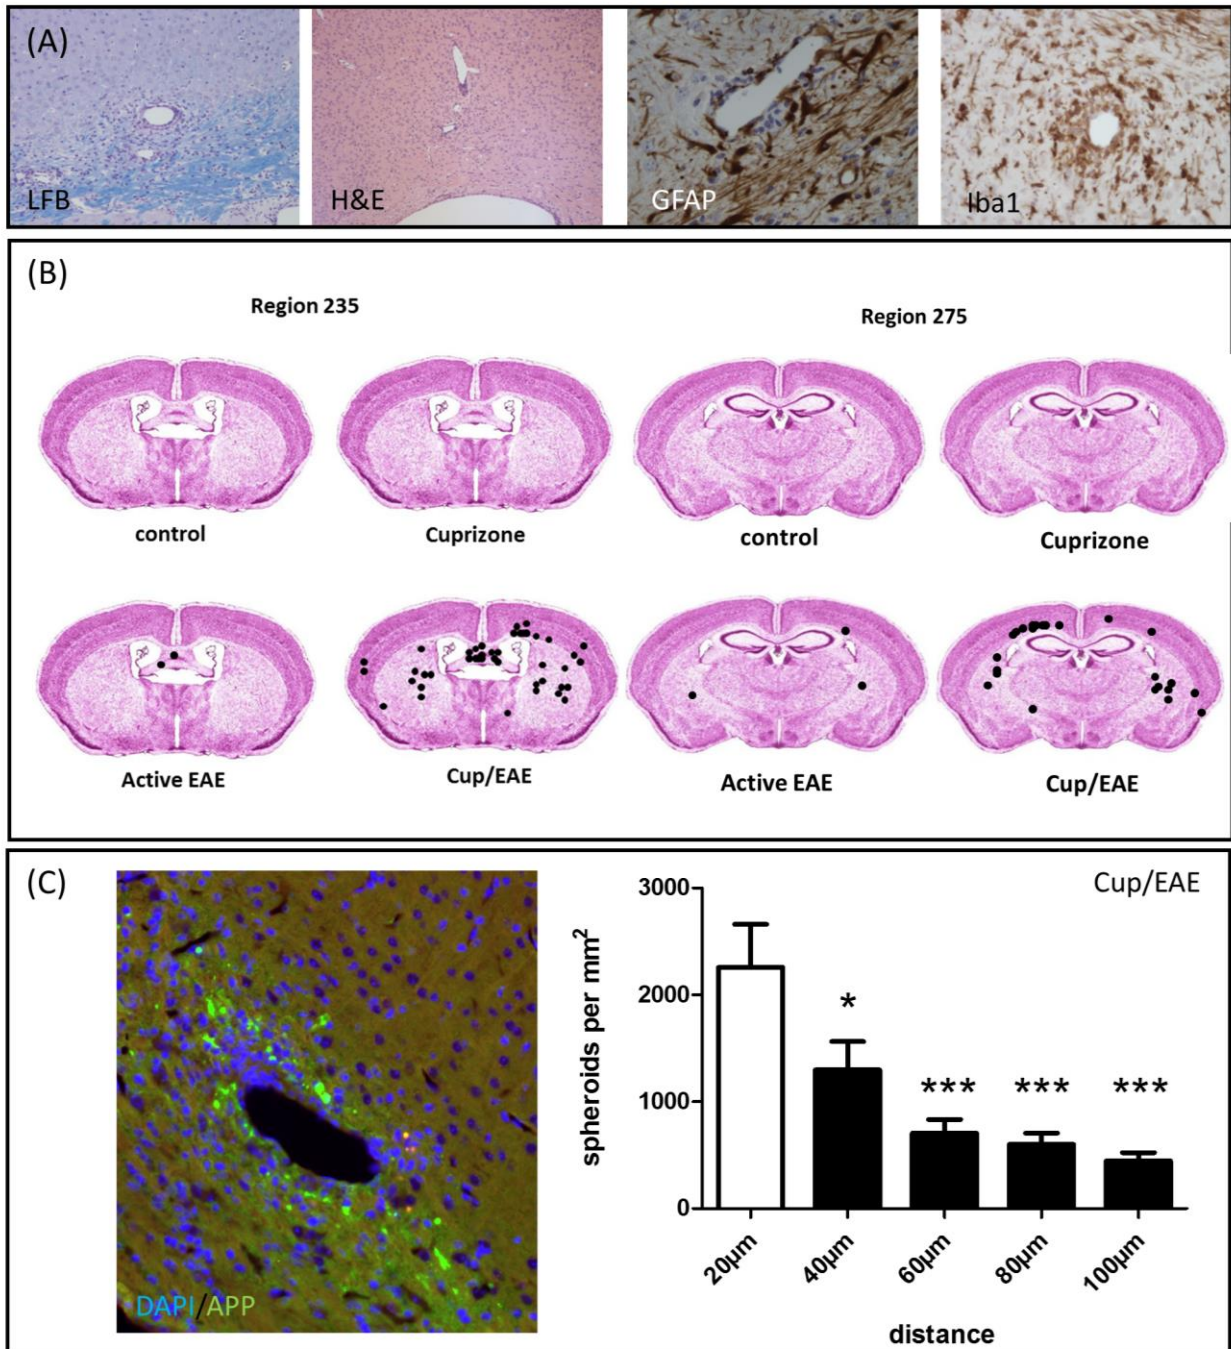 (A)
LFB
H&E
GFAP
Iba1
(B)
Region 235
Region 275
control
Cuprizone
control
Cuprizone
Active EAE
Cup/EAE
Active EAE
Cup/EAE
(C)
DAPI/APP
Cup/EAE
spheroids per mm²
3000
2000
1000
0
*
***
***
***
20µm
40µm
60µm
80µm
100µm
distance